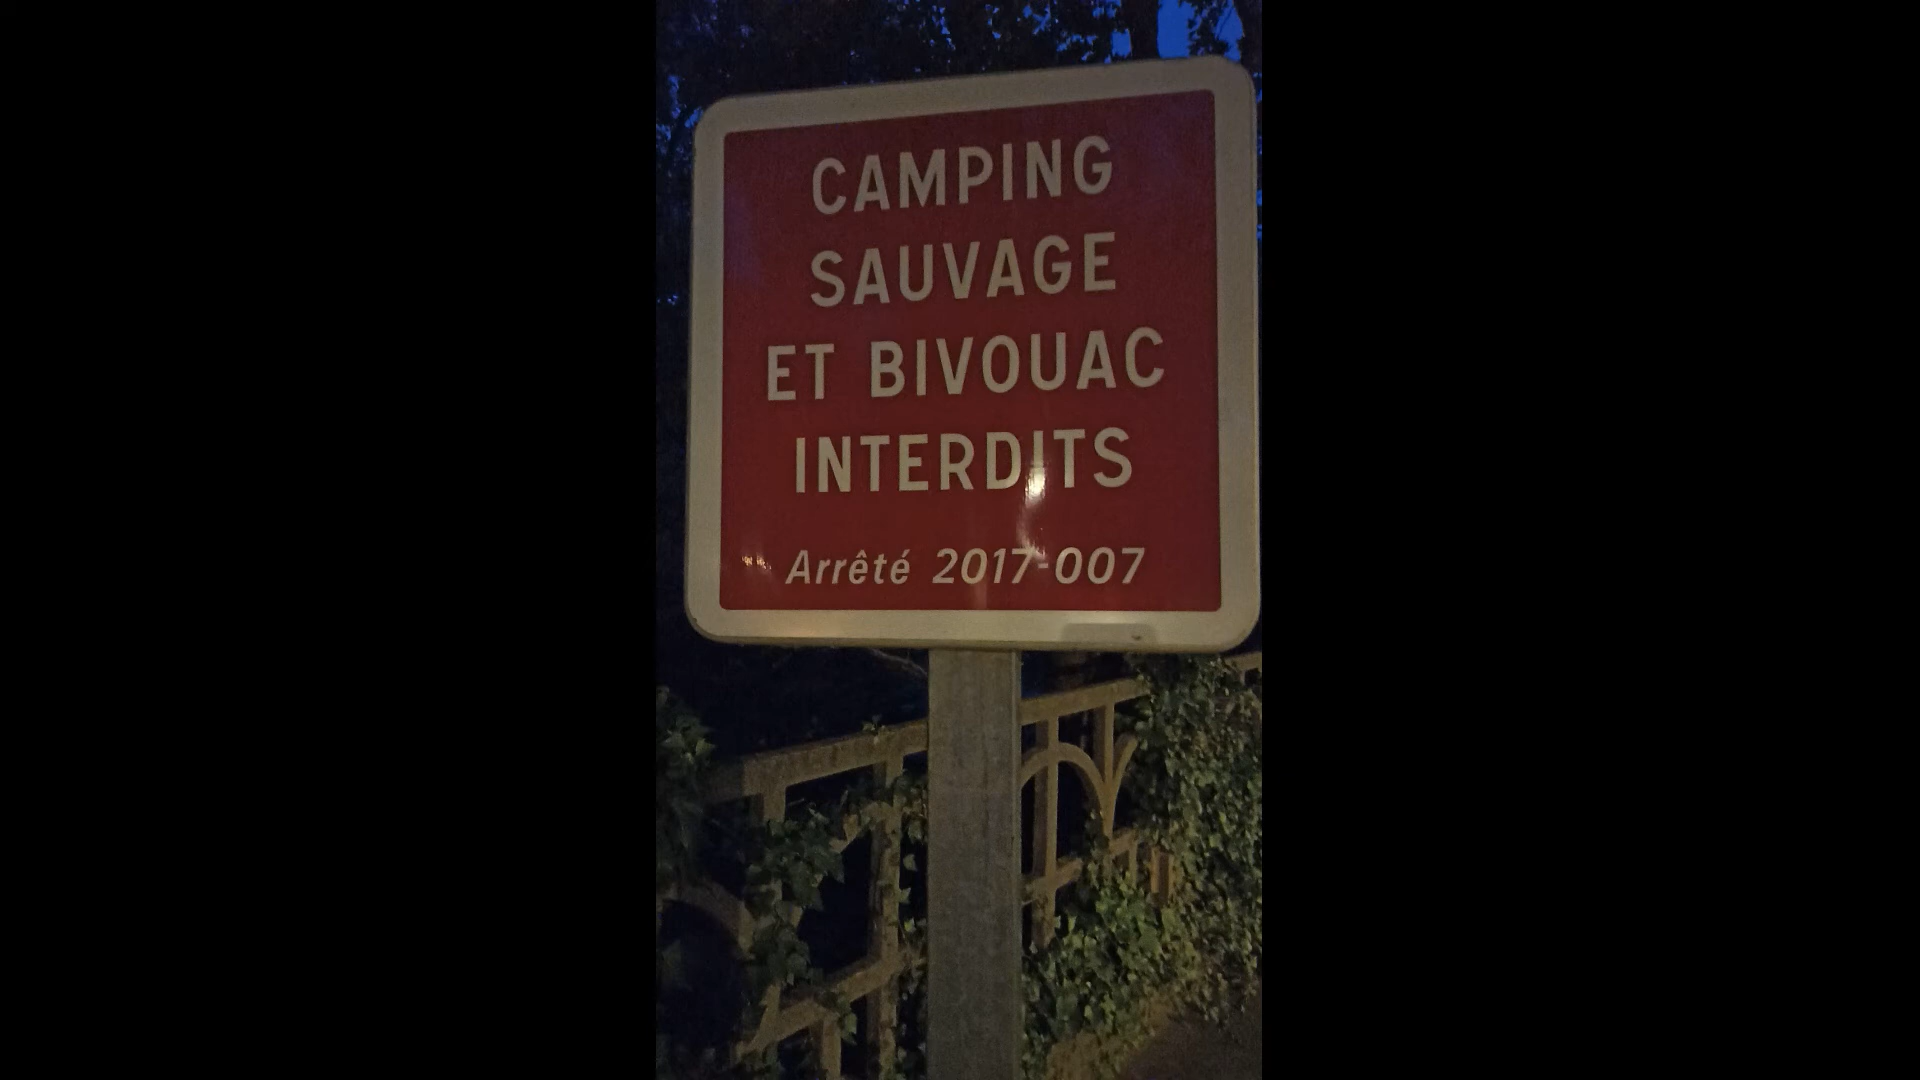 CAMPING
SAUVAGE
ET BIVOUAC
INTERDITS
Arrêté 2017-007